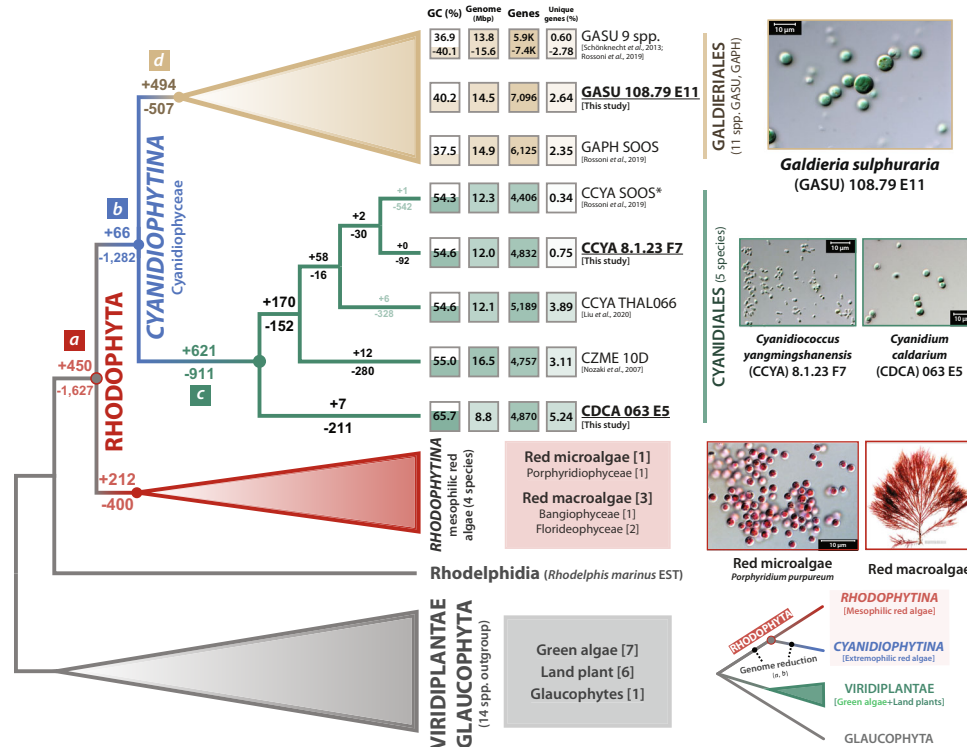 GC (%)
Genome
(Mbp)
Genes
Unique
genes (%)
36.9
-40.1
13.8
-15.6
5.9K
-7.4K
0.60
-2.78
GASU 9 spp.
[Schönknecht et al., 2013;
Rossoni et al., 2019]
40.2
14.5
7,096
2.64
GASU 108.79 E11
[This study]
37.5
14.9
6,125
2.35
GAPH SOOS
[Rossoni et al., 2019]
54.3
12.3
4,406
0.34
CCYA SOOS*
[Rossoni et al., 2019]
54.6
12.0
4,832
0.75
CCYA 8.1.23 F7
[This study]
54.6
12.1
5,189
3.89
CCYA THAL066
[Liu et al., 2020]
55.0
16.5
4,757
3.11
CZME 10D
[Nozaki et al., 2007]
65.7
8.8
4,870
5.24
CDCA 063 E5
[This study]
d
+494
-507
b
+66
-1,282
CYANIDIOPHYTINA
Cyanidiophyceae
a
+450
-1,627
RHODOPHYTA
+621
-911
c
+170
-152
+58
-16
+2
-30
+1
-542
+0
-92
+6
-328
+12
-280
+7
-211
+212
-400
GALDIERIALES
(11 spp. GASU, GAPH)
10 μm
Galdieria sulphuraria
(GASU) 108.79 E11
CYANIDIALES (5 species)
10 μm
Cyanidiococcus
yangmingshanensis
(CCYA) 8.1.23 F7
10 μm
Cyanidium
caldarium
(CDCA) 063 E5
RHODOPHYTINA
mesophilic red
algae (4 species)
Red microalgae [1]
Porphyridiophyceae [1]
Red macroalgae [3]
Bangiophyceae [1]
Florideophyceae [2]
10 μm
Red microalgae
Porphyridium purpureum
Red macroalgae
Rhodelphidia (Rhodelphis marinus EST)
VIRIDIPLANTAE
GLAUCOPHYTA
(14 spp. outgroup)
Green algae [7]
Land plant [6]
Glaucophytes [1]
RHODOPHYTA
RHODOPHYTINA
[Mesophilic red algae]
CYANIDIOPHYTINA
[Extremophilic red algae]
Genome reduction
[a, b]
VIRIDIPLANTAE
[Green algae+Land plants]
GLAUCOPHYTA